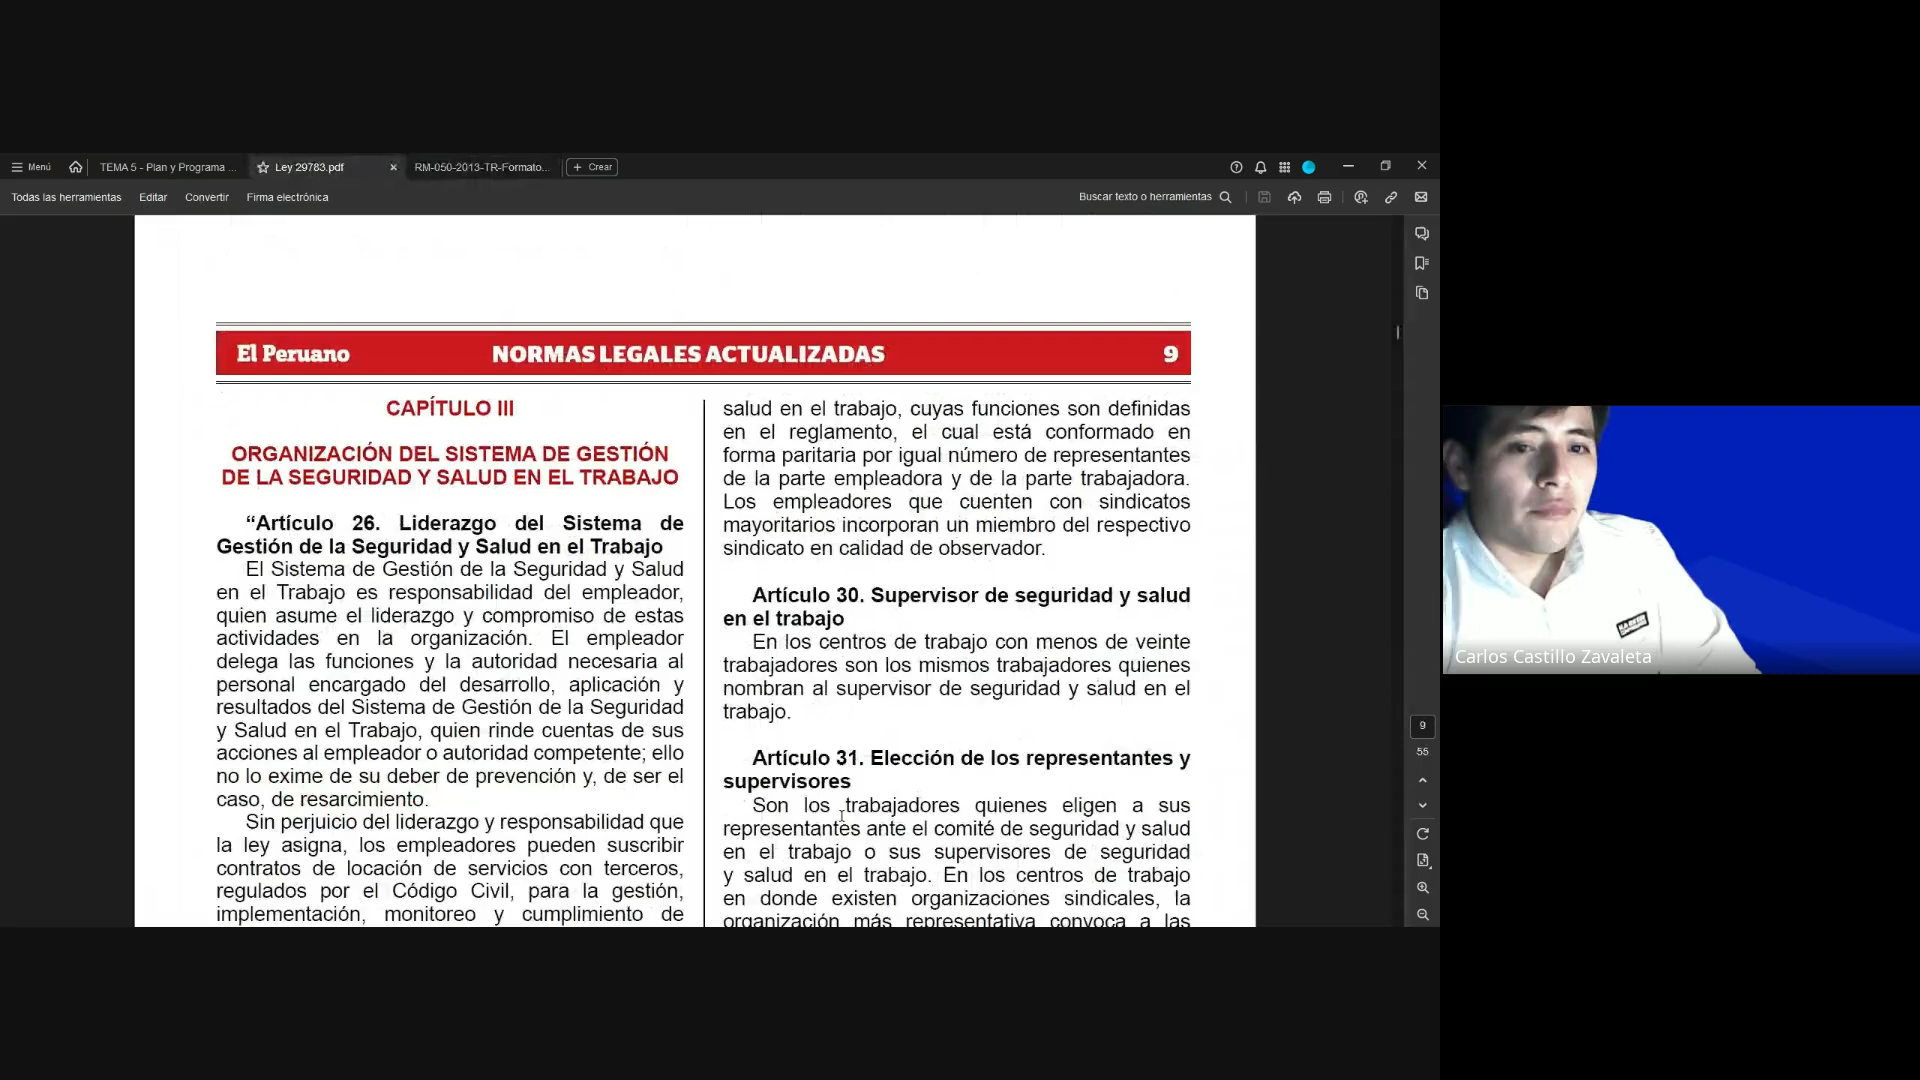 Menú
TEMA 5 - Plan y Programa ...
Ley 29783.pdf
RM-050-2013-TR-Formato...
+ Crear
Todas las herramientas
Editar
Convertir
Firma electrónica
Buscar texto o herramientas
El Peruano
NORMAS LEGALES ACTUALIZADAS
9
CAPÍTULO III
ORGANIZACIÓN DEL SISTEMA DE GESTIÓN
DE LA SEGURIDAD Y SALUD EN EL TRABAJO
“Artículo 26. Liderazgo del Sistema de
Gestión de la Seguridad y Salud en el Trabajo
El Sistema de Gestión de la Seguridad y Salud
en el Trabajo es responsabilidad del empleador,
quien asume el liderazgo y compromiso de estas
actividades en la organización. El empleador
delega las funciones y la autoridad necesaria al
personal encargado del desarrollo, aplicación y
resultados del Sistema de Gestión de la Seguridad
y Salud en el Trabajo, quien rinde cuentas de sus
acciones al empleador o autoridad competente; ello
no lo exime de su deber de prevención y, de ser el
caso, de resarcimiento.
Sin perjuicio del liderazgo y responsabilidad que
la ley asigna, los empleadores pueden suscribir
contratos de locación de servicios con terceros,
regulados por el Código Civil, para la gestión,
implementación, monitoreo y cumplimiento de
salud en el trabajo, cuyas funciones son definidas
en el reglamento, el cual está conformado en
forma paritaria por igual número de representantes
de la parte empleadora y de la parte trabajadora.
Los empleadores que cuenten con sindicatos
mayoritarios incorporan un miembro del respectivo
sindicato en calidad de observador.
Artículo 30. Supervisor de seguridad y salud
en el trabajo
En los centros de trabajo con menos de veinte
trabajadores son los mismos trabajadores quienes
nombran al supervisor de seguridad y salud en el
trabajo.
Artículo 31. Elección de los representantes y
supervisores
Son los trabajadores quienes eligen a sus
representantes ante el comité de seguridad y salud
en el trabajo o sus supervisores de seguridad
y salud en el trabajo. En los centros de trabajo
en donde existen organizaciones sindicales, la
organización más representativa convoca a las
9
55
Carlos Castillo Zavaleta